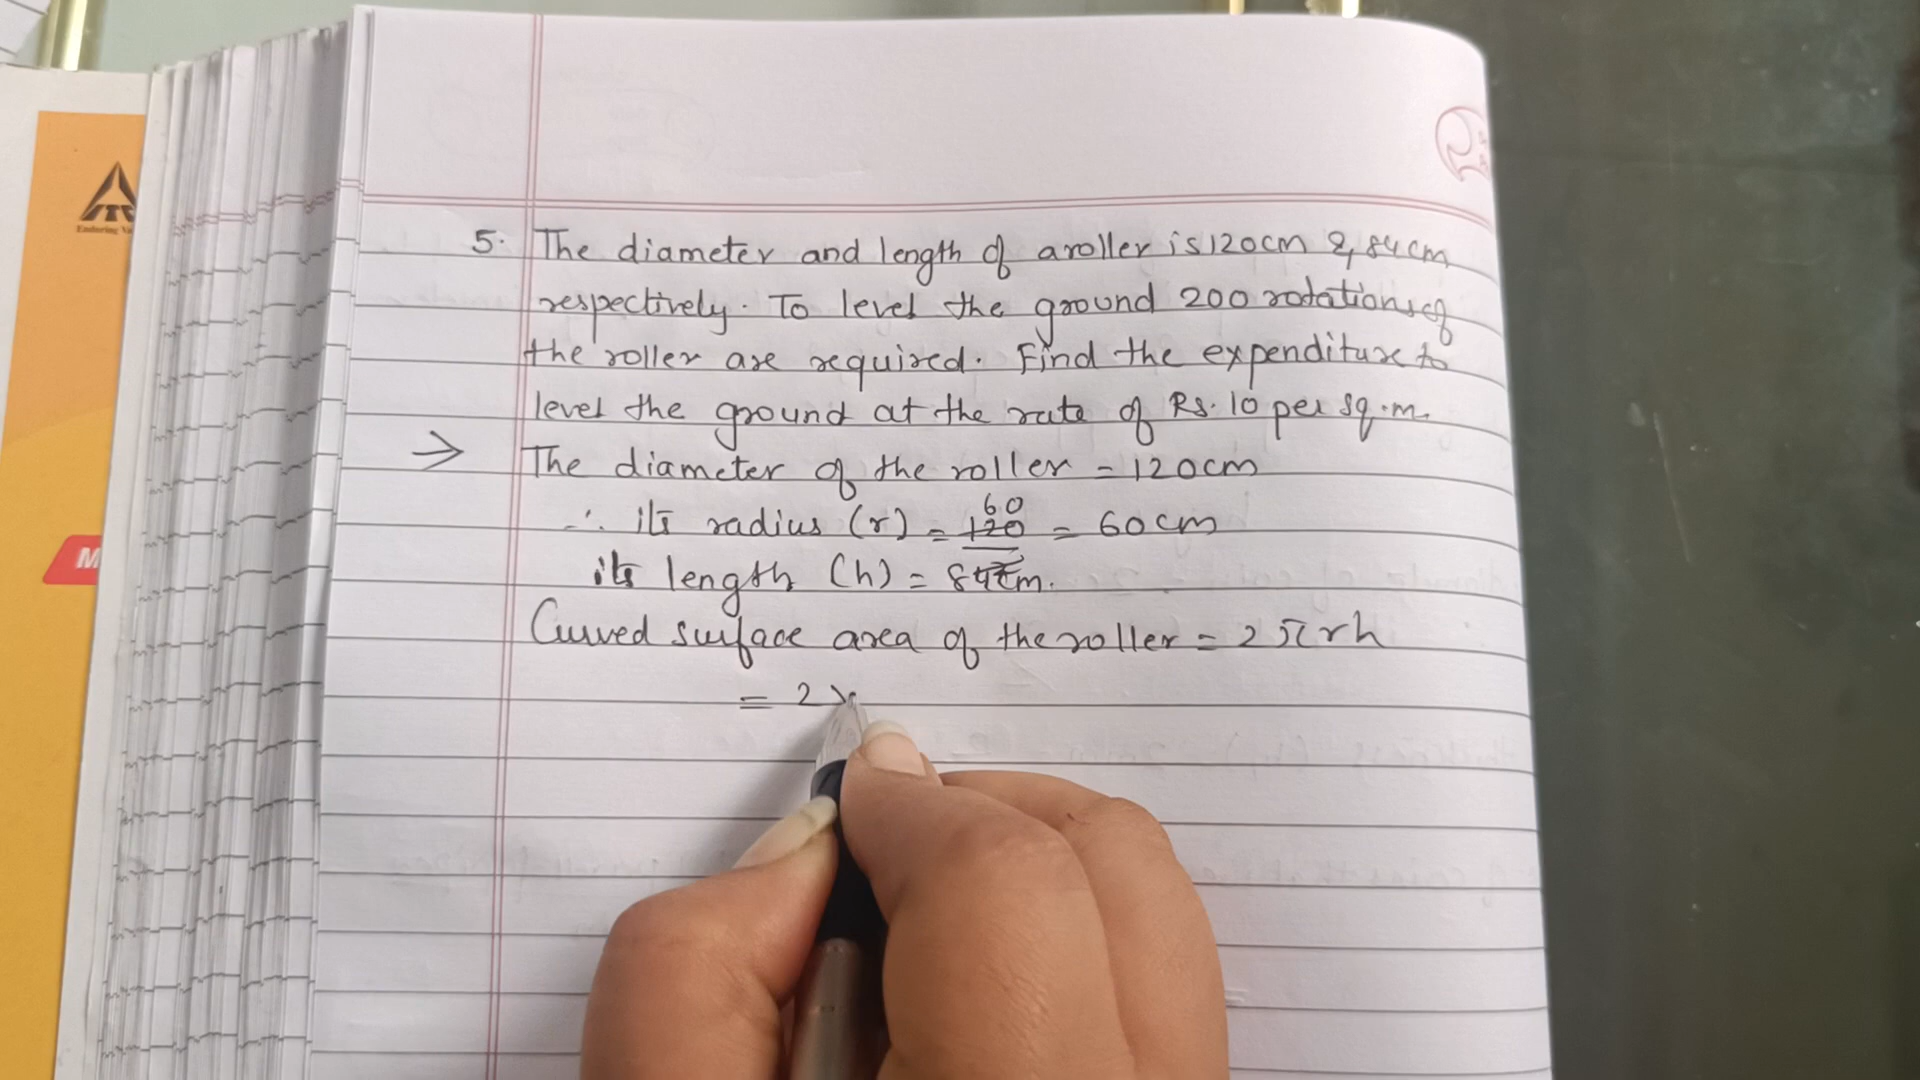 ITC
Enduring
M
5. The diameter and length of a roller is 120cm & 84cm
respectively. To level the ground 200 rotations of
the roller are required. Find the expenditure to
level the ground at the rate of Rs. 10 per sq.m.
→ The diameter of the roller = 120cm
∴ its radius (r) = 120/2 60 = 60cm
its length (h) = 84cm.
Curved surface area of the roller = 2πrh
= 2×